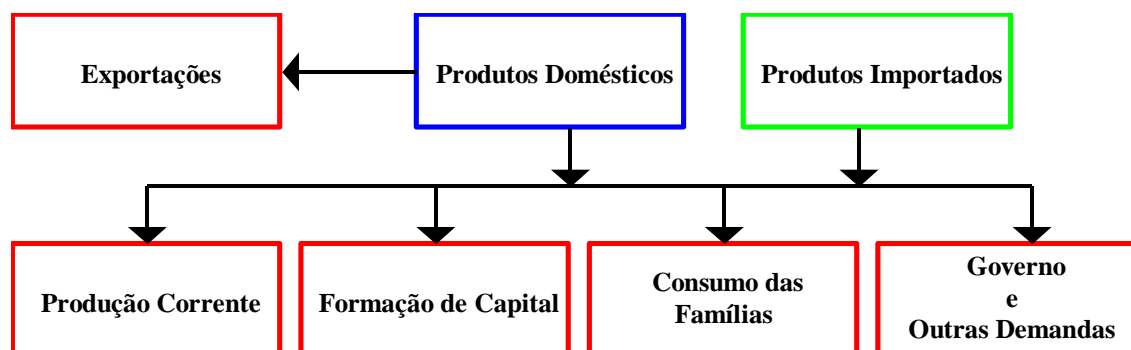 Exportações
Produtos Domésticos
Produtos Importados
Produção Corrente
Formação de Capital
Consumo das
Famílias
Governo
e
Outras Demandas